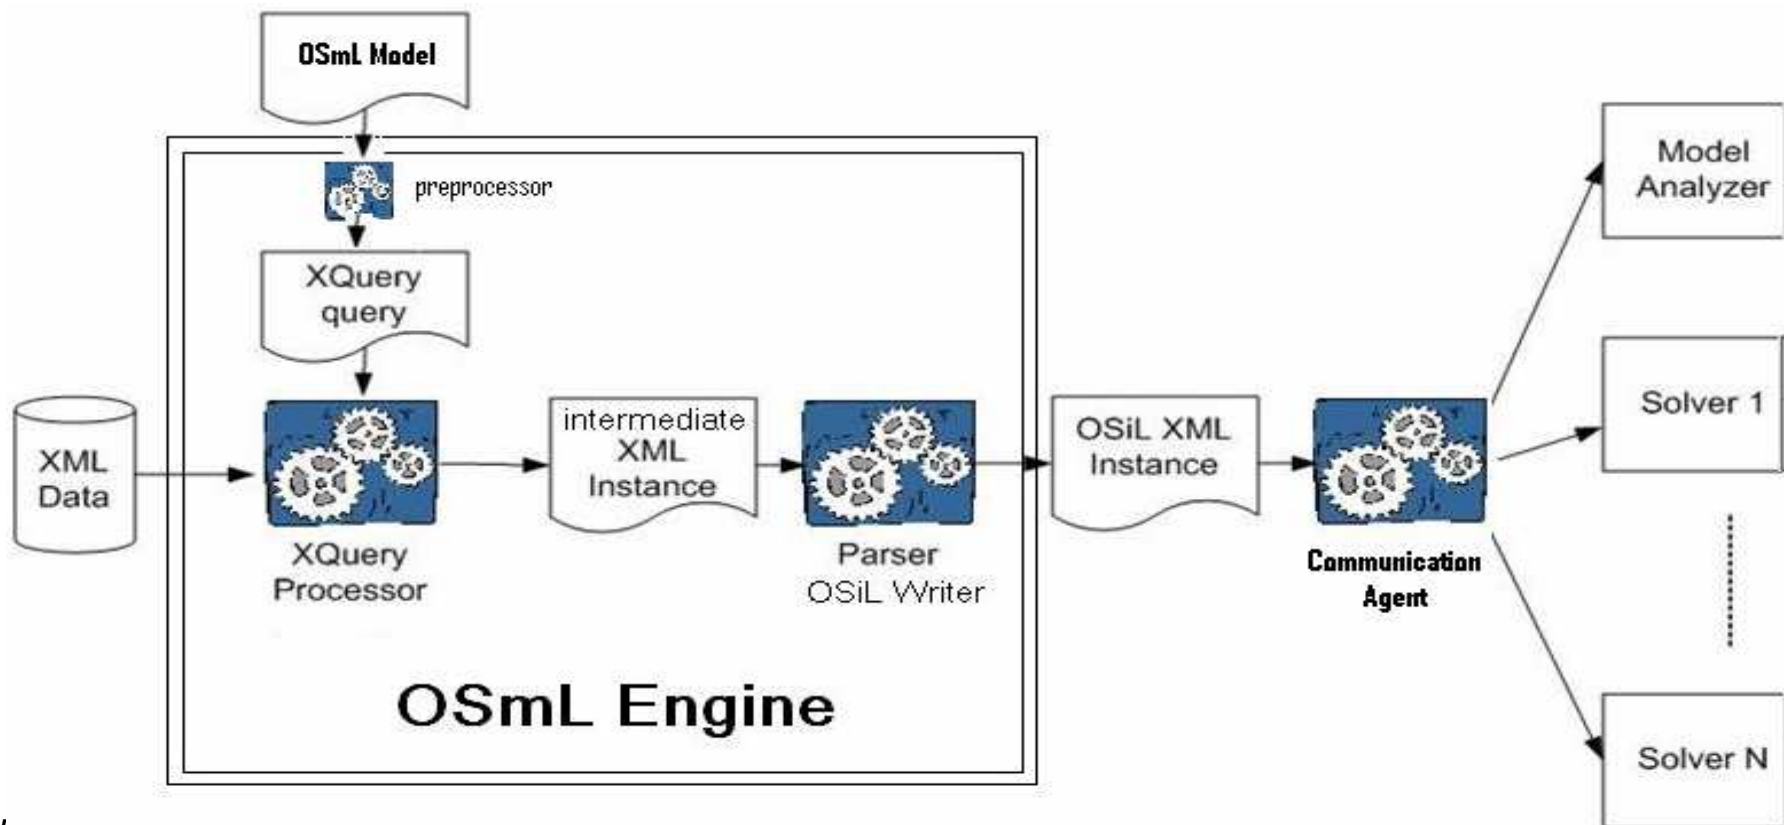 OSmL Model
preprocessor
XQuery
query
XML
Data
XQuery
Processor
intermediate
XML
Instance
Parser
OSiL Writer
OSmL Engine
OSiL XML
Instance
Communication
Agent
Model
Analyzer
Solver 1
Solver N